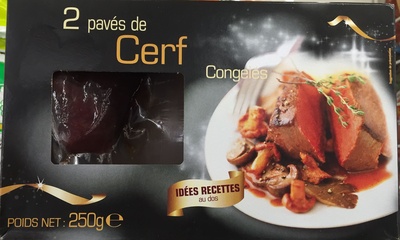 2 pavés de
Cerf
Congelés
IDÉES RECETTES
au dos
POIDS NET: 250g e